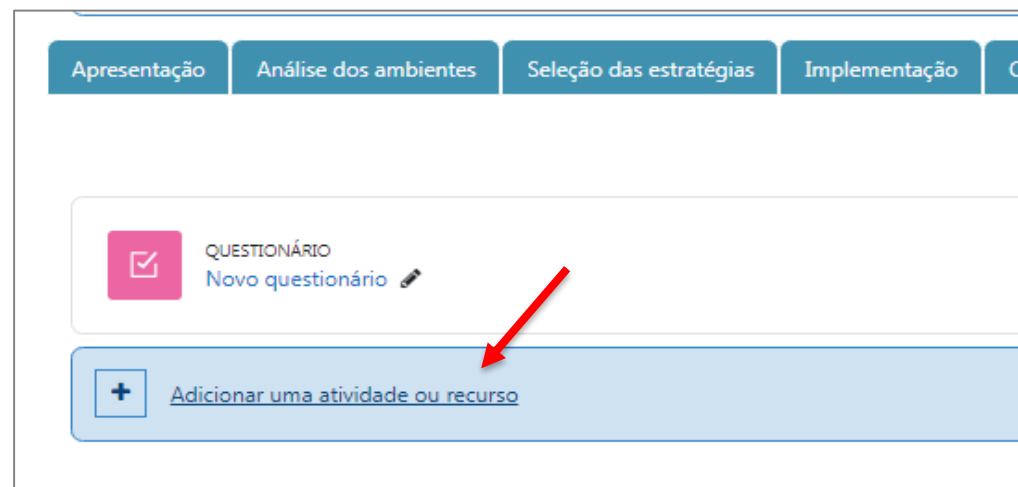 Apresentação Análise dos ambientes Seleção das estratégias Implementação
QUESTIONÁRIO
Novo questionário
Adicionar uma atividade ou recurso